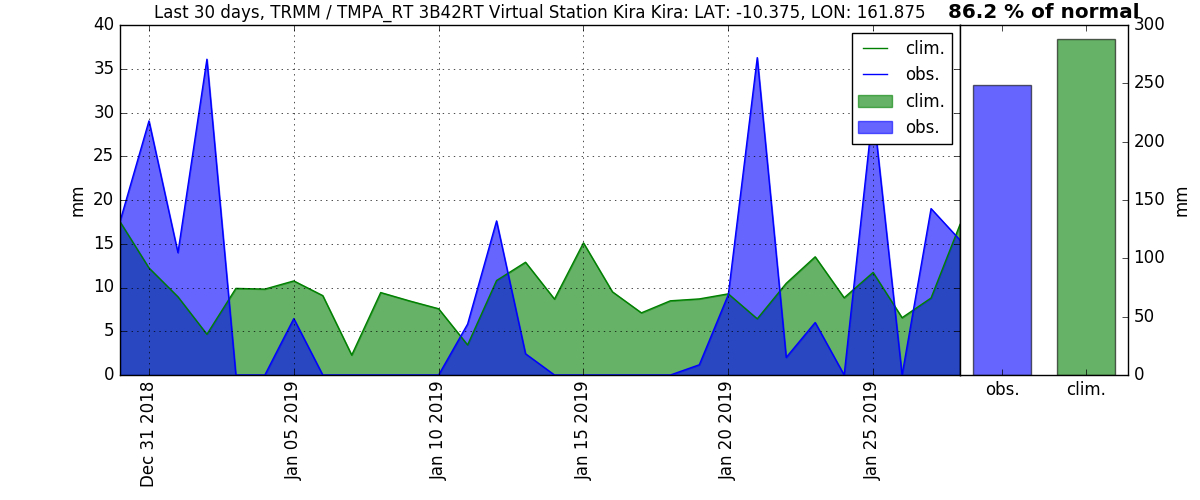 Last 30 days, TRMM / TMPA_RT 3B42RT Virtual Station Kira Kira: LAT: -10.375, LON: 161.875
86.2 % of normal
40
35
30
25
20
15
10
5
0
mm
clim.
obs.
clim.
obs.
Dec 31 2018
Jan 05 2019
Jan 10 2019
Jan 15 2019
Jan 20 2019
Jan 25 2019
300
250
200
150
100
50
0
mm
obs.
clim.